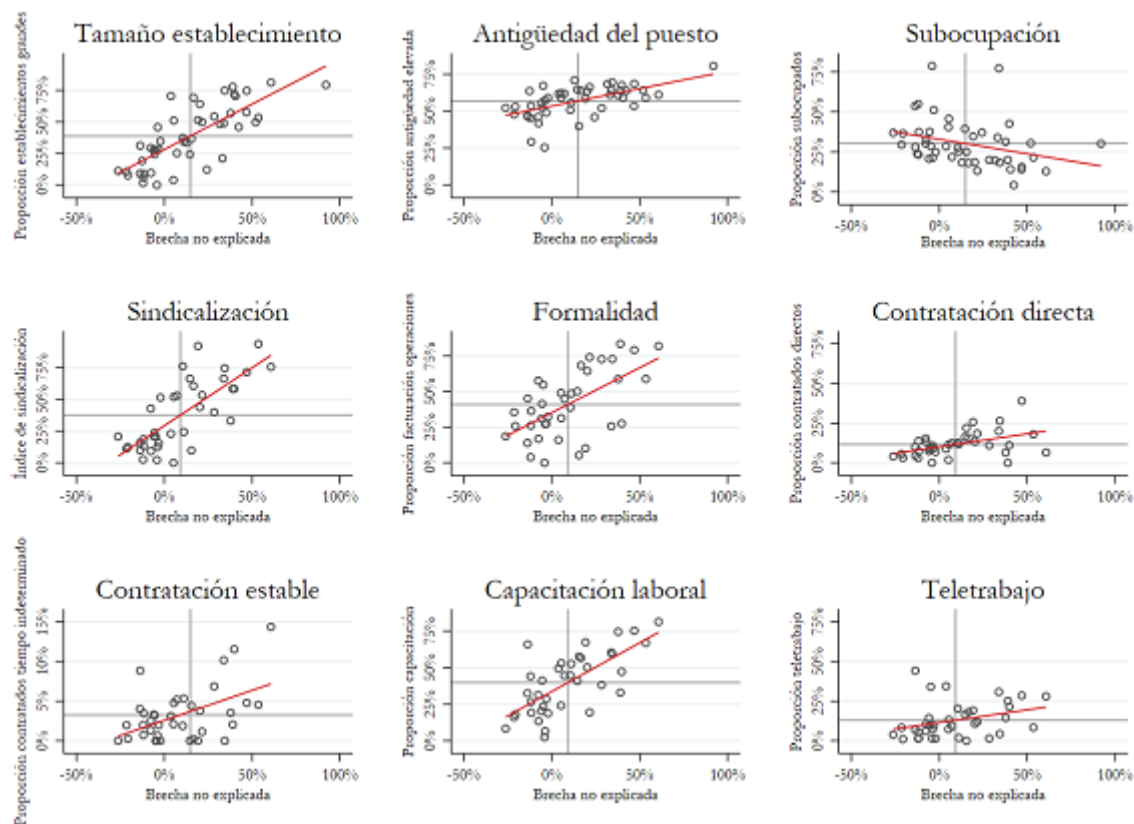 Tamaño establecimiento
Proporción establecimientos grandes
75%
50%
25%
0%
-50%
0%
50%
100%
Brecha no explicada
Antigüedad del puesto
Proporción antiguedad elevada
75%
50%
25%
0%
-50%
0%
50%
100%
Brecha no explicada
Subocupación
Proporción subocupados
75%
50%
25%
0%
-50%
0%
50%
100%
Brecha no explicada
Sindicalización
Índice de sindicalización
75%
50%
25%
0%
-50%
0%
50%
100%
Brecha no explicada
Formalidad
Proporción facturación operaciones
75%
50%
25%
0%
-50%
0%
50%
100%
Brecha no explicada
Contratación directa
Proporción contratados directos
75%
50%
25%
0%
-50%
0%
50%
100%
Brecha no explicada
Contratación estable
Proporción contratados tiempo indeterminado
15%
10%
5%
0%
-50%
0%
50%
100%
Brecha no explicada
Capacitación laboral
Proporción capacitación
75%
50%
25%
0%
-50%
0%
50%
100%
Brecha no explicada
Teletrabajo
Proporción teletrabajo
75%
50%
25%
0%
-50%
0%
50%
100%
Brecha no explicada